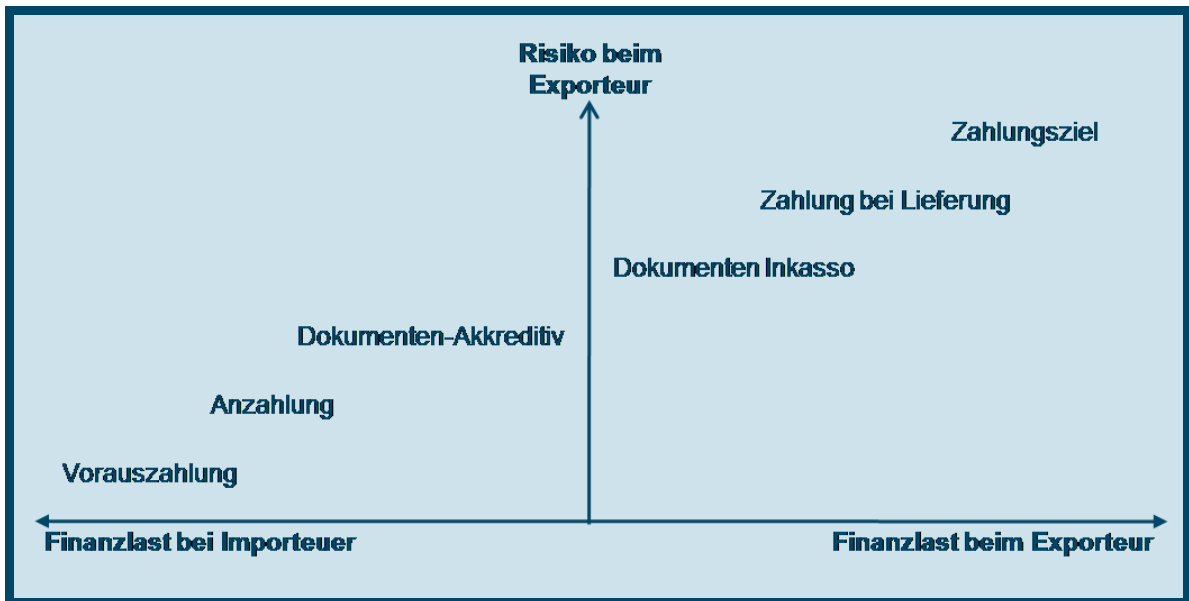 Risiko beim
Exporteur
Zahlungsziel
Zahlung bei Lieferung
Dokumenten Inkasso
Dokumenten-Akkreditiv
Anzahlung
Vorauszahlung
Finanzlast bei Importeuer
Finanzlast beim Exporteur